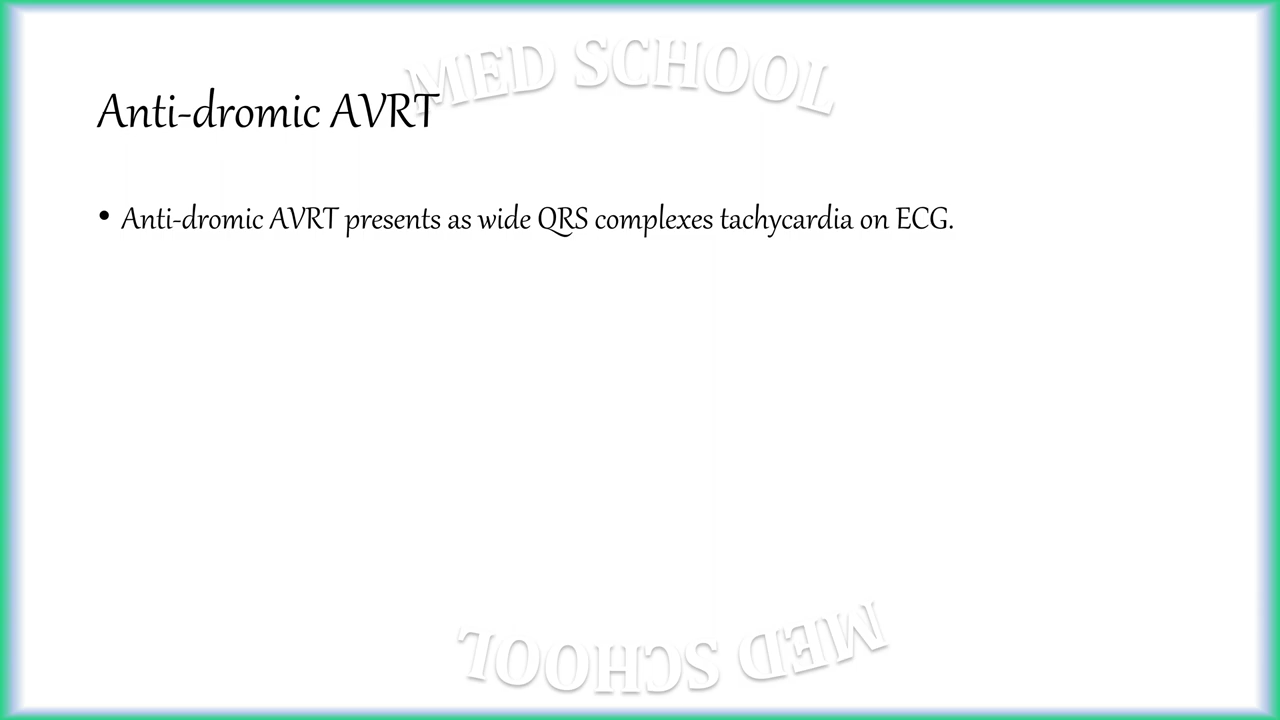 MED SCHOOL
Anti-dromic AVRT
• Anti-dromic AVRT presents as wide QRS complexes tachycardia on ECG.
MED SCHOOL